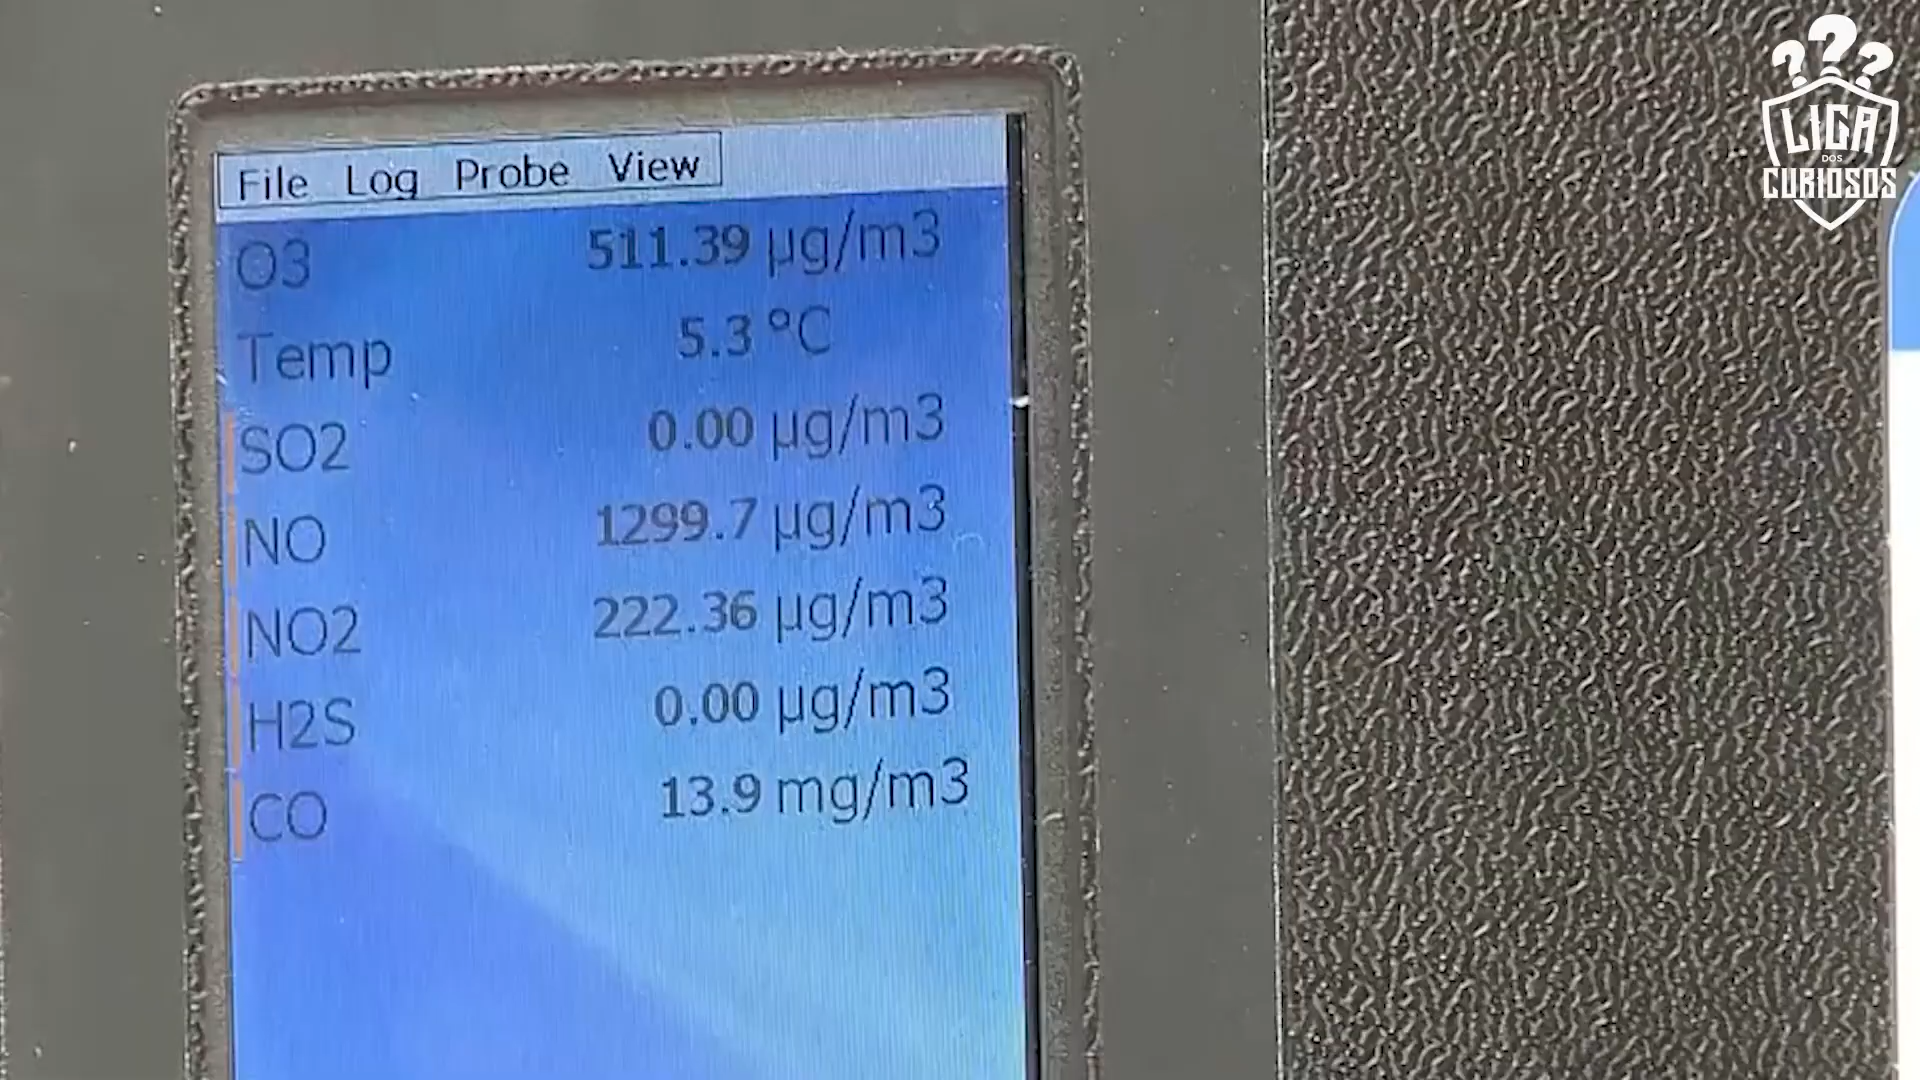 File Log Probe View
O3 511.39 µg/m3
Temp 5.3 °C
SO2 0.00 µg/m3
NO 1299.7 µg/m3
NO2 222.36 µg/m3
H2S 0.00 µg/m3
CO 13.9 mg/m3
???
LIGA
DOS
CURIOSOS